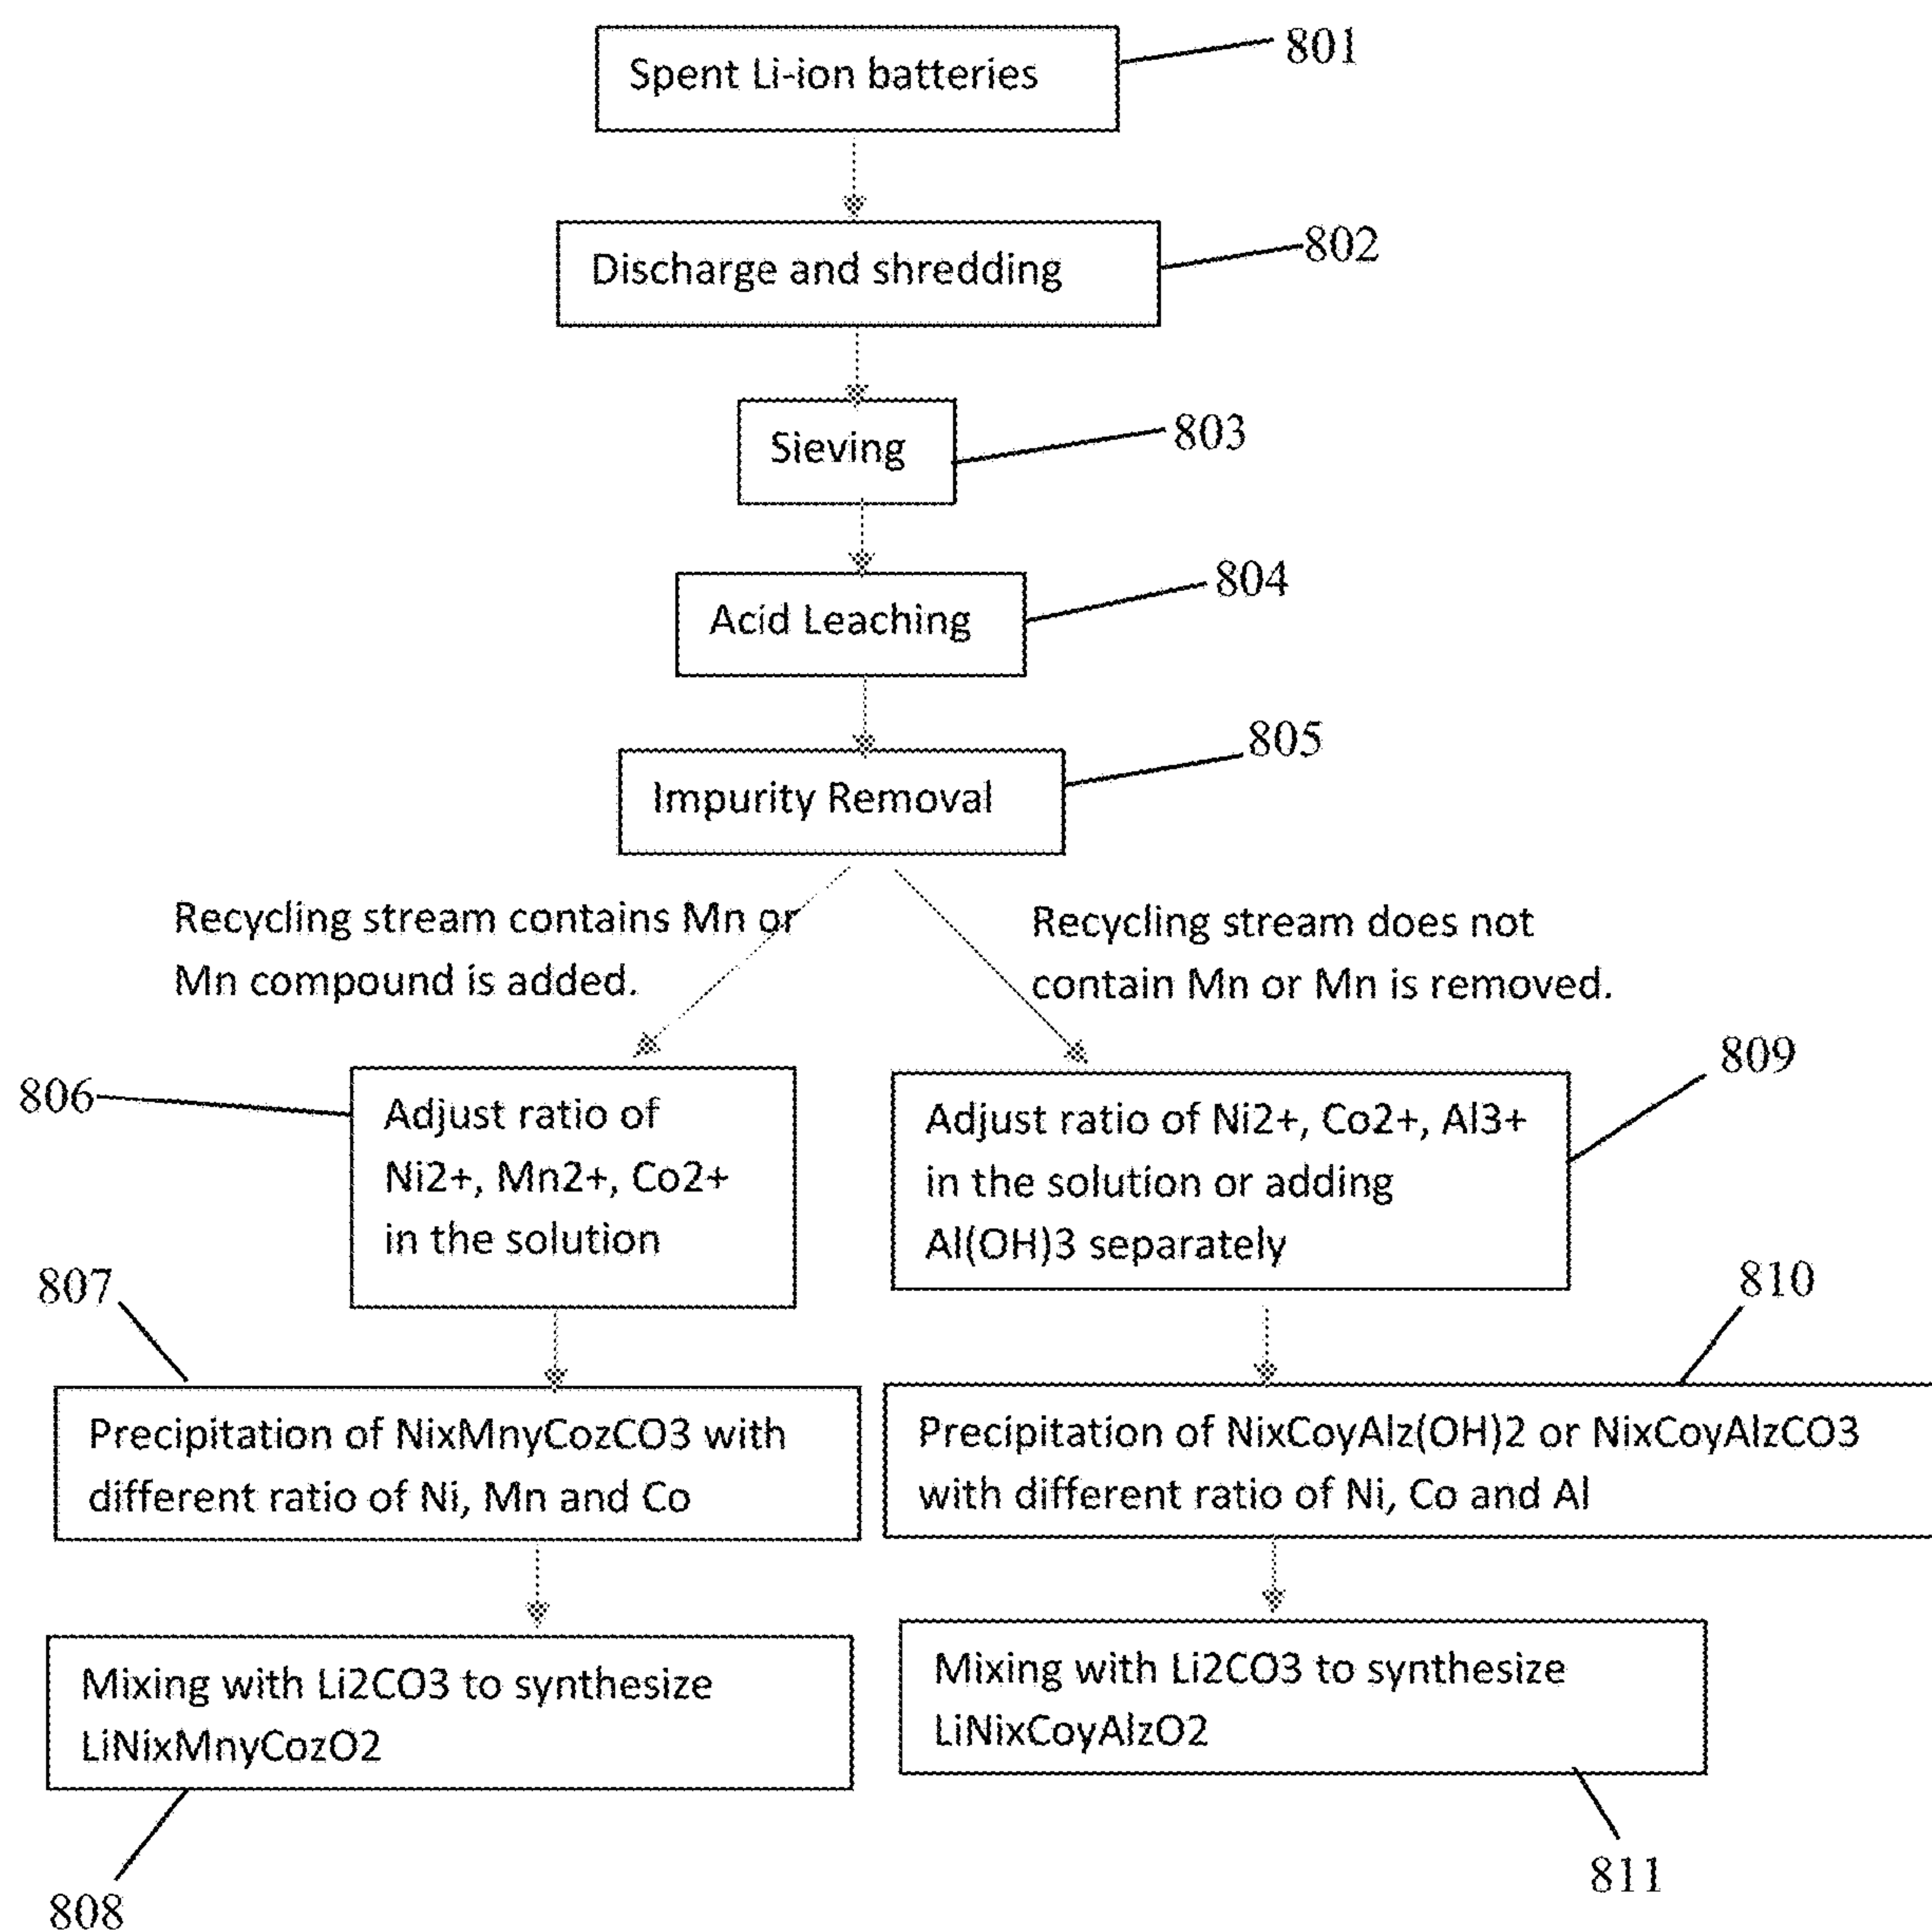 Spent Li-ion batteries
801
Discharge and shredding
802
Sieving
803
Acid Leaching
804
Impurity Removal
805
Recycling stream contains Mn or
Mn compound is added.
Recycling stream does not
contain Mn or Mn is removed.
806
Adjust ratio of
Ni2+, Mn2+, Co2+
in the solution
809
Adjust ratio of Ni2+, Co2+, Al3+
in the solution or adding
Al(OH)3 separately
807
Precipitation of NixMnyCozCO3 with
different ratio of Ni, Mn and Co
810
Precipitation of NixCoyAlz(OH)2 or NixCoyAlzCO3
with different ratio of Ni, Co and Al
Mixing with Li2CO3 to synthesize
LiNixMnyCozO2
808
Mixing with Li2CO3 to synthesize
LiNixCoyAlzO2
811